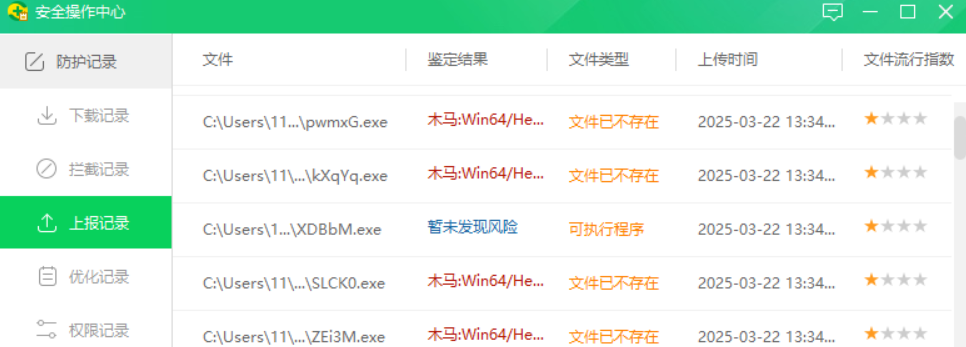 安全操作中心
防护记录
下载记录
拦截记录
上报记录
优化记录
权限记录
文件 鉴定结果 文件类型 上传时间 文件流行指数
C:\Users\11...\pwmxG.exe 木马:Win64/He... 文件已不存在 2025-03-22 13:34...
C:\Users\11\...\kXqYq.exe 木马:Win64/He... 文件已不存在 2025-03-22 13:34...
C:\Users\1...\XDBbM.exe 暂未发现风险 可执行程序 2025-03-22 13:34...
C:\Users\11\...\SLCK0.exe 木马:Win64/He... 文件已不存在 2025-03-22 13:34...
C:\Users\11\...\ZEi3M.exe 木马:Win64/He... 文件已不存在 2025-03-22 13:34...